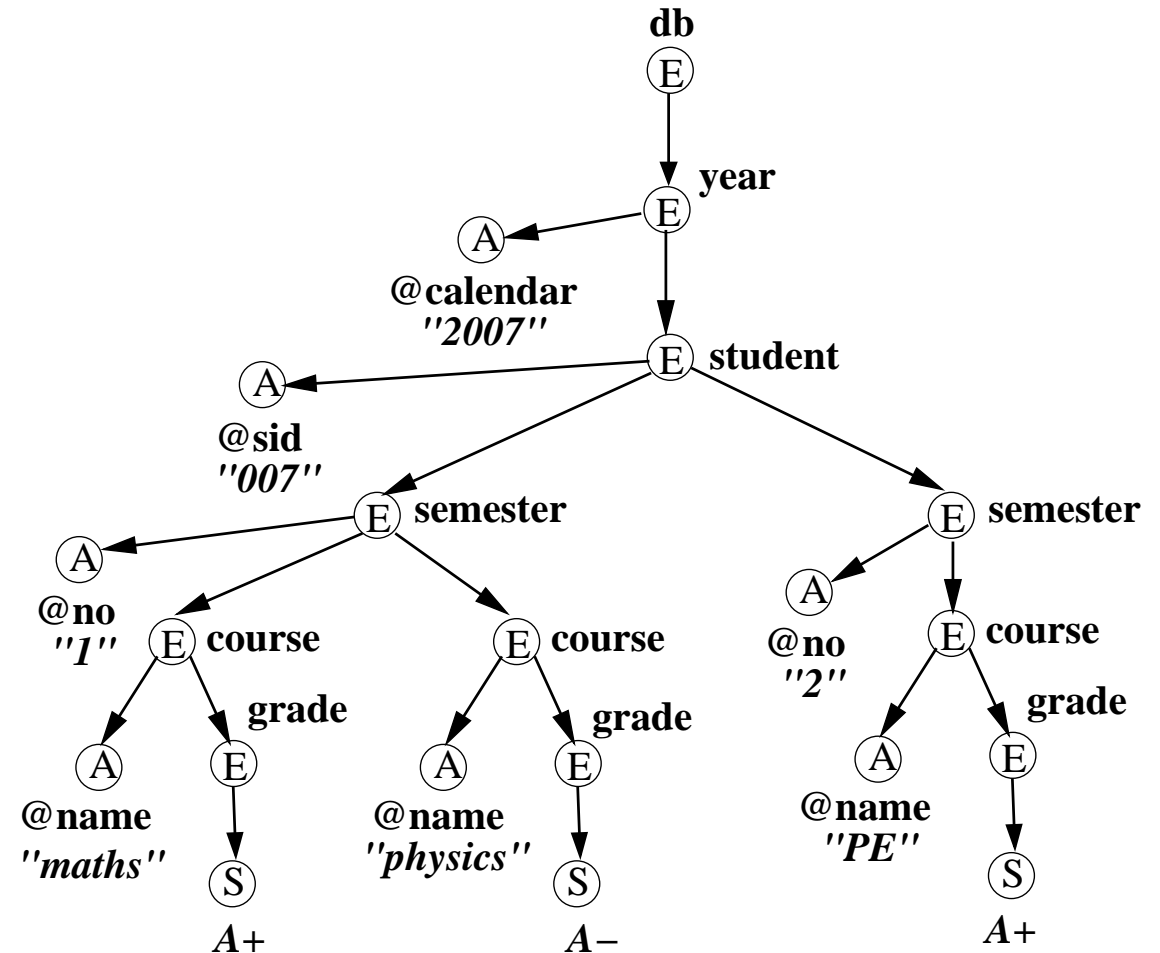 db
E
year
E
A
@calendar
"2007"
E student
A
@sid
"007"
E semester
E semester
A
@no
"1"
A
@no
"2"
E course
E course
E course
grade
grade
grade
A
E
A
E
A
E
@name
"maths"
@name
"physics"
@name
"PE"
S
S
S
A+
A−
A+